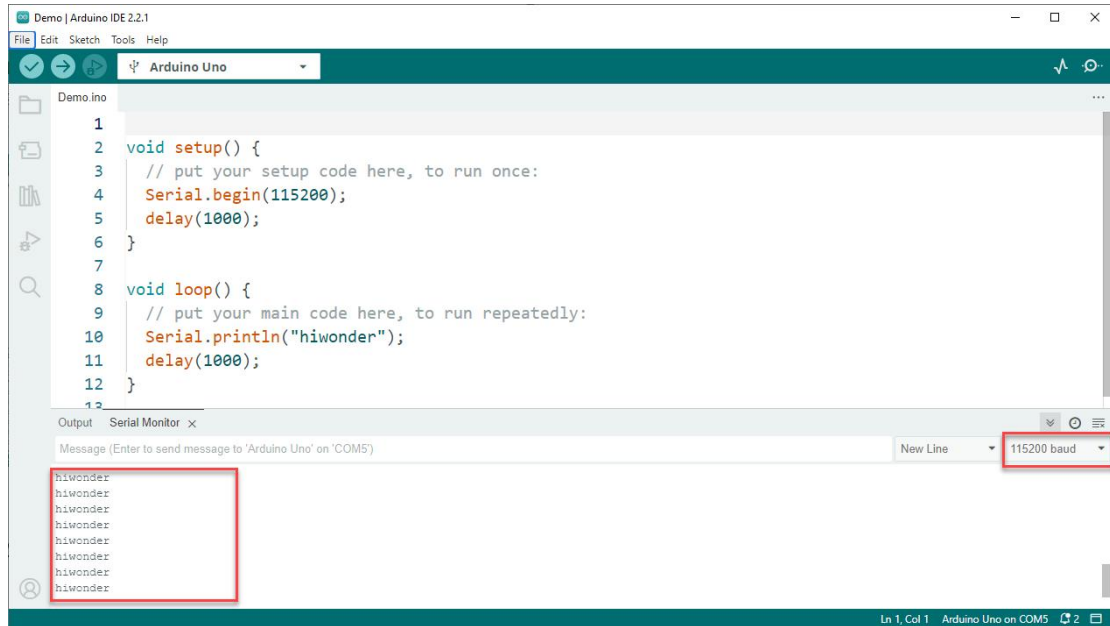 Demo | Arduino IDE 2.2.1
File Edit Sketch Tools Help
Arduino Uno
Demo.ino
1
2 void setup() {
3 // put your setup code here, to run once:
4 Serial.begin(115200);
5 delay(1000);
6 }
7
8 void loop() {
9 // put your main code here, to run repeatedly:
10 Serial.println("hiwonder");
11 delay(1000);
12 }
13
Output Serial Monitor
Message (Enter to send message to 'Arduino Uno' on 'COM5')
New Line 115200 baud
hiwonder
hiwonder
hiwonder
hiwonder
hiwonder
hiwonder
hiwonder
hiwonder
Ln 1, Col 1 Arduino Uno on COM5 2